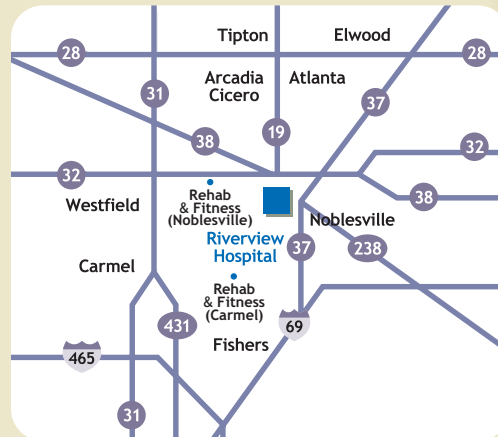 Tipton
Elwood
28
28
Arcadia
Cicero
Atlanta
31
37
19
38
32
32
Rehab
& Fitness
(Noblesville)
38
Westfield
Noblesville
Riverview
Hospital
37
238
Carmel
Rehab
& Fitness
(Carmel)
431
69
Fishers
465
31